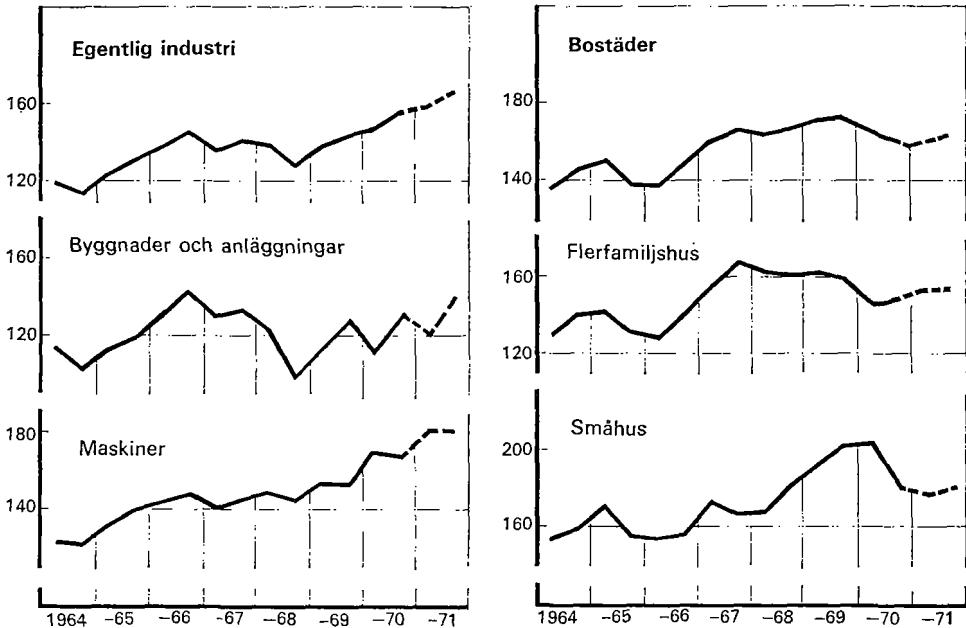 Egentlig industri
160
120
Byggnader och anläggningar
160
120
Maskiner
180
140
1964 -65 -66 -67 -68 -69 -70 -71
Bostäder
180
140
Flerfamiljshus
160
120
Småhus
200
160
1964 -65 -66 -67 -68 -69 -70 -71